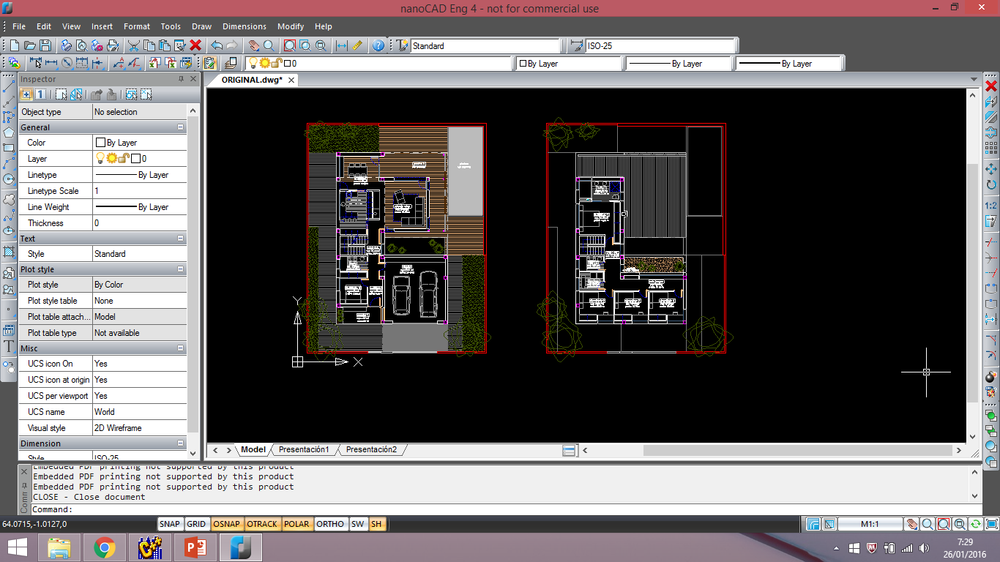 nanoCAD Eng 4 - not for commercial use
File Edit View Insert Format Tools Draw Dimensions Modify Help
Standard ISO-25
0 By Layer By Layer By Layer
Inspector
ORIGINAL.dwg*
Object type No selection
General
Color By Layer
Layer 0
Linetype By Layer
Linetype Scale 1
Line Weight By Layer
Thickness 0
Text
Style Standard
Plot style
Plot style By Color
Plot style table None
Plot table attach... Model
Plot table type Not available
Misc
UCS icon On Yes
UCS icon at origin Yes
UCS per viewport Yes
UCS name World
Visual style 2D Wireframe
Dimension
Style ISO-25
Y
X
1:2
Model Presentación1 Presentación2
Embedded PDF printing not supported by this product
Embedded PDF printing not supported by this product
Embedded PDF printing not supported by this product
CLOSE - Close document
Comm
Command:
64.0715,-1.0127,0 SNAP GRID OSNAP OTRACK POLAR ORTHO SW SH M1:1
7:29
26/01/2016